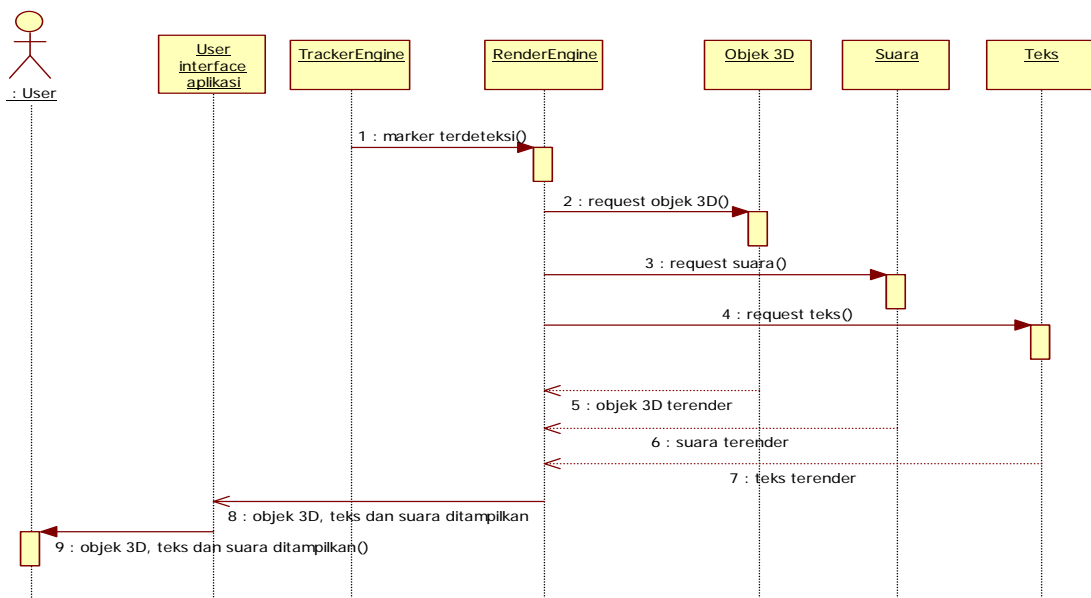 : User
User
interface
aplikasi
TrackerEngine
RenderEngine
Objek 3D
Suara
Teks
1 : marker terdeteksi()
2 : request objek 3D()
3 : request suara()
4 : request teks()
5 : objek 3D terender
6 : suara terender
7 : teks terender
8 : objek 3D, teks dan suara ditampilkan
9 : objek 3D, teks dan suara ditampilkan()